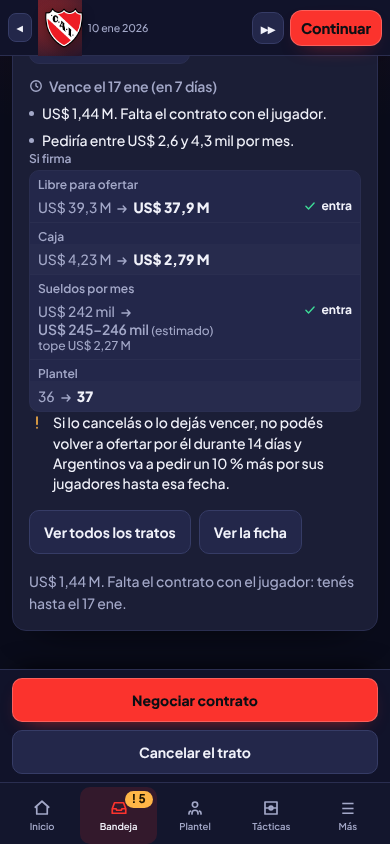 ◂
C.A.I.
10 ene 2026
▸▸
Continuar
Vence el 17 ene (en 7 días)
• US$ 1,44 M. Falta el contrato con el jugador.
• Pediría entre US$ 2,6 y 4,3 mil por mes.
Si firma
Libre para ofertar
US$ 39,3 M → US$ 37,9 M ✓ entra
Caja
US$ 4,23 M → US$ 2,79 M
Sueldos por mes
US$ 242 mil → ✓ entra
US$ 245–246 mil (estimado)
tope US$ 2,27 M
Plantel
36 → 37
! Si lo cancelás o lo dejás vencer, no podés
volver a ofertar por él durante 14 días y
Argentinos va a pedir un 10 % más por sus
jugadores hasta esa fecha.
Ver todos los tratos
Ver la ficha
US$ 1,44 M. Falta el contrato con el jugador: tenés
hasta el 17 ene.
Negociar contrato
Cancelar el trato
! 5
Inicio
Bandeja
Plantel
Tácticas
Más